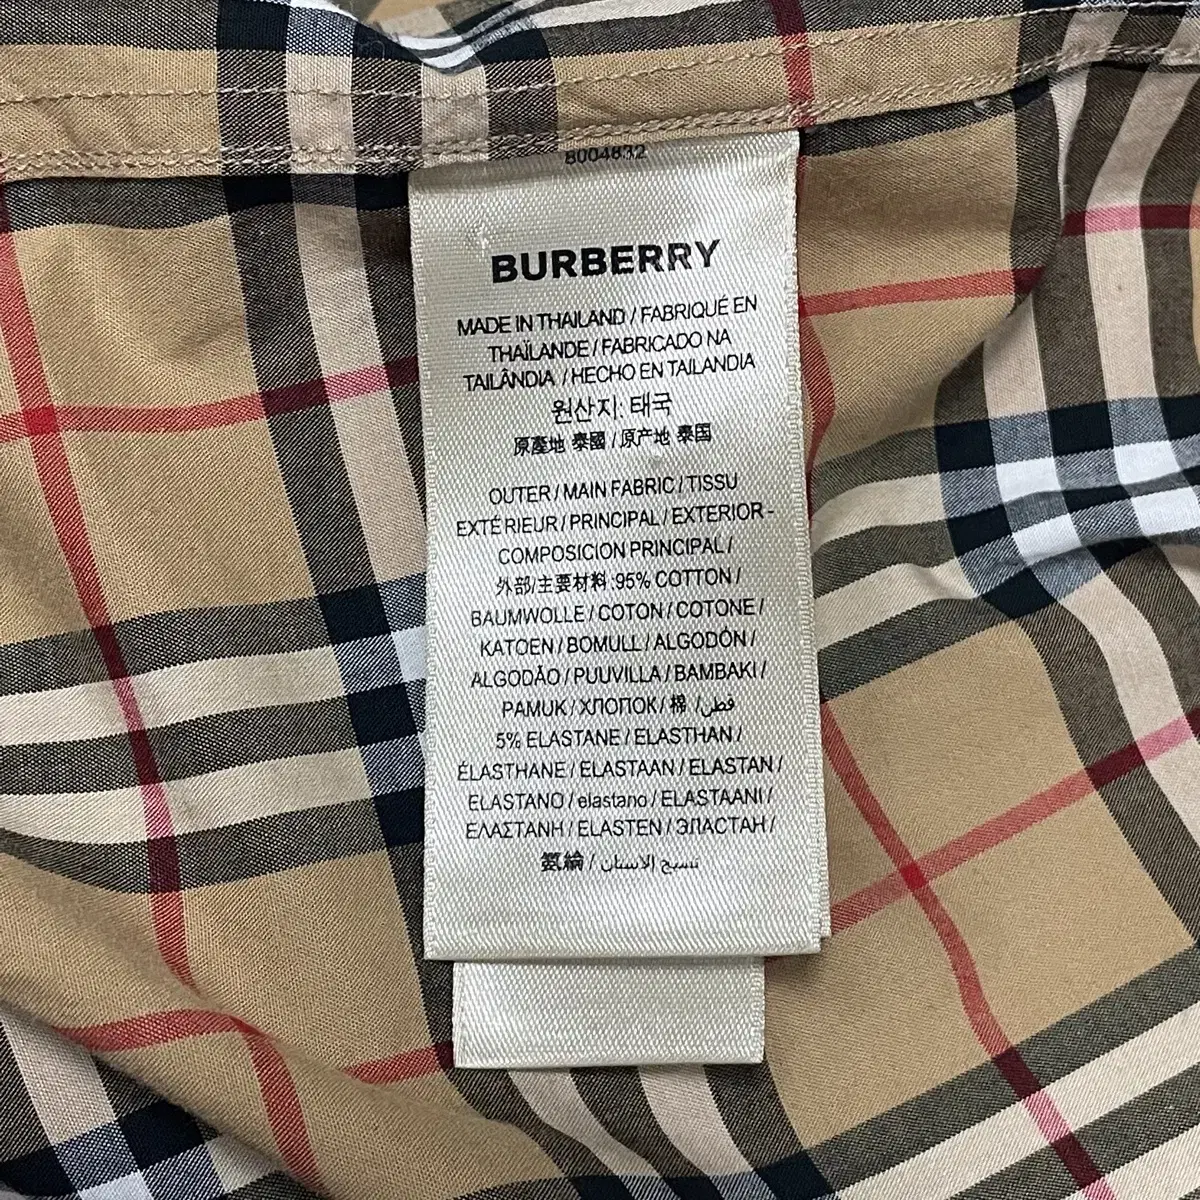 8004832
BURBERRY
MADE IN THAILAND / FABRIQUÉ EN
THAÏLANDE / FABRICADO NA
TAILÂNDIA / HECHO EN TAILANDIA
원산지: 태국
原產地 泰國 / 原产地 泰国
OUTER / MAIN FABRIC / TISSU
EXTÉRIEUR / PRINCIPAL / EXTERIOR -
COMPOSICION PRINCIPAL /
外部/主要材料 :95% COTTON /
BAUMWOLLE / COTON / COTONE /
KATOEN / BOMULL / ALGODÓN /
ALGODÃO / PUUVILLA / BAMBAKI /
PAMUK / ХЛОПОК / 棉 / قطن
5% ELASTANE / ELASTHAN /
ÉLASTHANE / ELASTAAN / ELASTAN /
ELASTANO / elastano / ELASTAANI /
ΕΛΑΣΤΑΝΗ / ELASTEN / ЭЛАСТАН /
氨綸 / نسيج الاستان